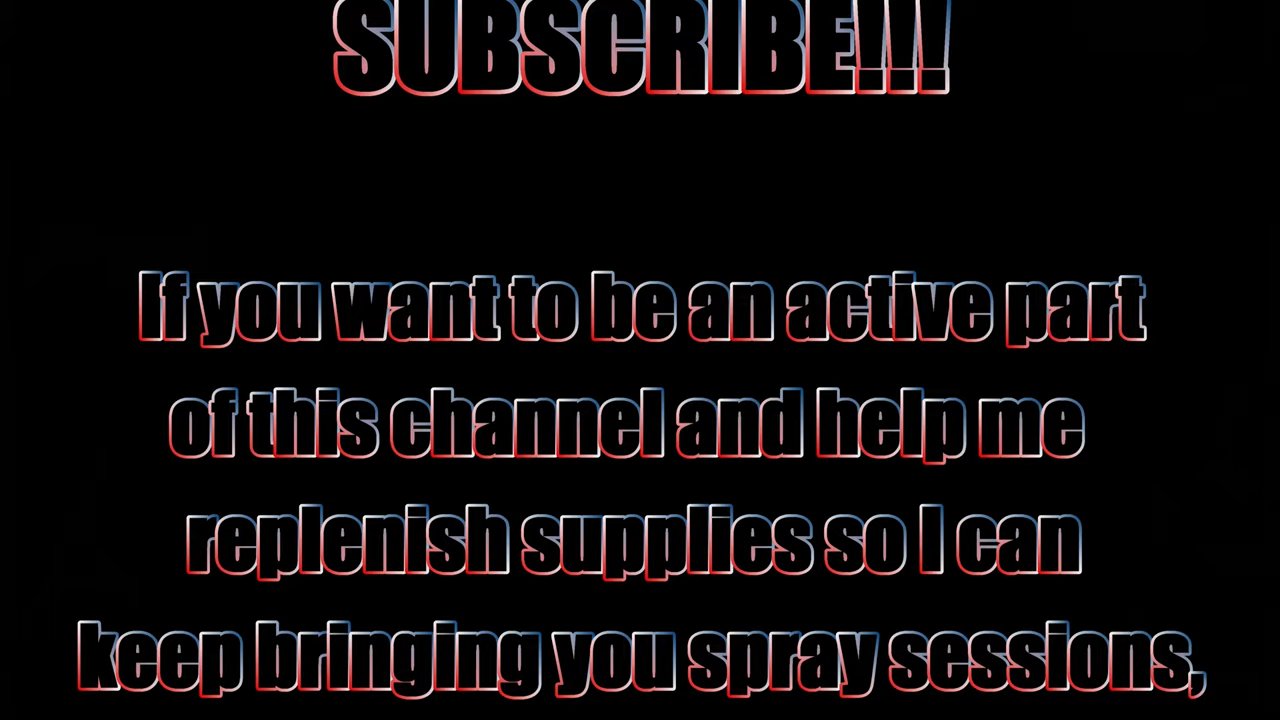 SUBSCRIBE!!!
If you want to be an active part
of this channel and help me
replenish supplies so I can
keep bringing you spray sessions,